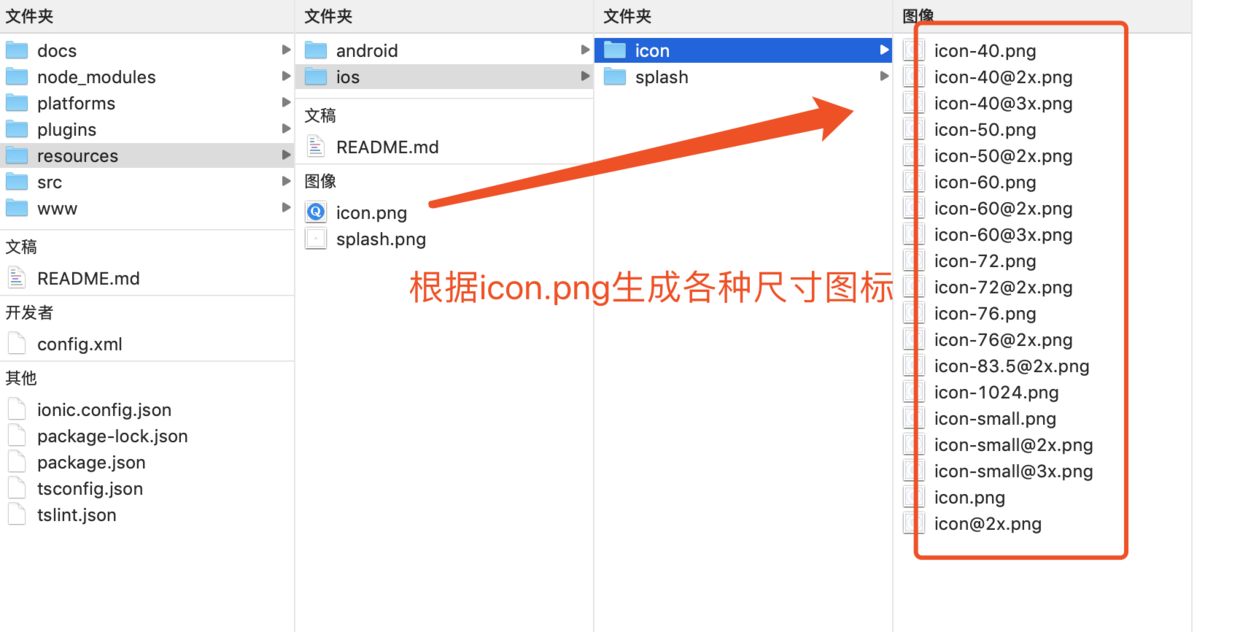 文件夹
docs
node_modules
platforms
plugins
resources
src
www
文稿
README.md
开发者
config.xml
其他
ionic.config.json
package-lock.json
package.json
tsconfig.json
tslint.json
文件夹
android
ios
文稿
README.md
图像
icon.png
splash.png
文件夹
icon
splash
根据icon.png生成各种尺寸图标
图像
icon-40.png
icon-40@2x.png
icon-40@3x.png
icon-50.png
icon-50@2x.png
icon-60.png
icon-60@2x.png
icon-60@3x.png
icon-72.png
icon-72@2x.png
icon-76.png
icon-76@2x.png
icon-83.5@2x.png
icon-1024.png
icon-small.png
icon-small@2x.png
icon-small@3x.png
icon.png
icon@2x.png